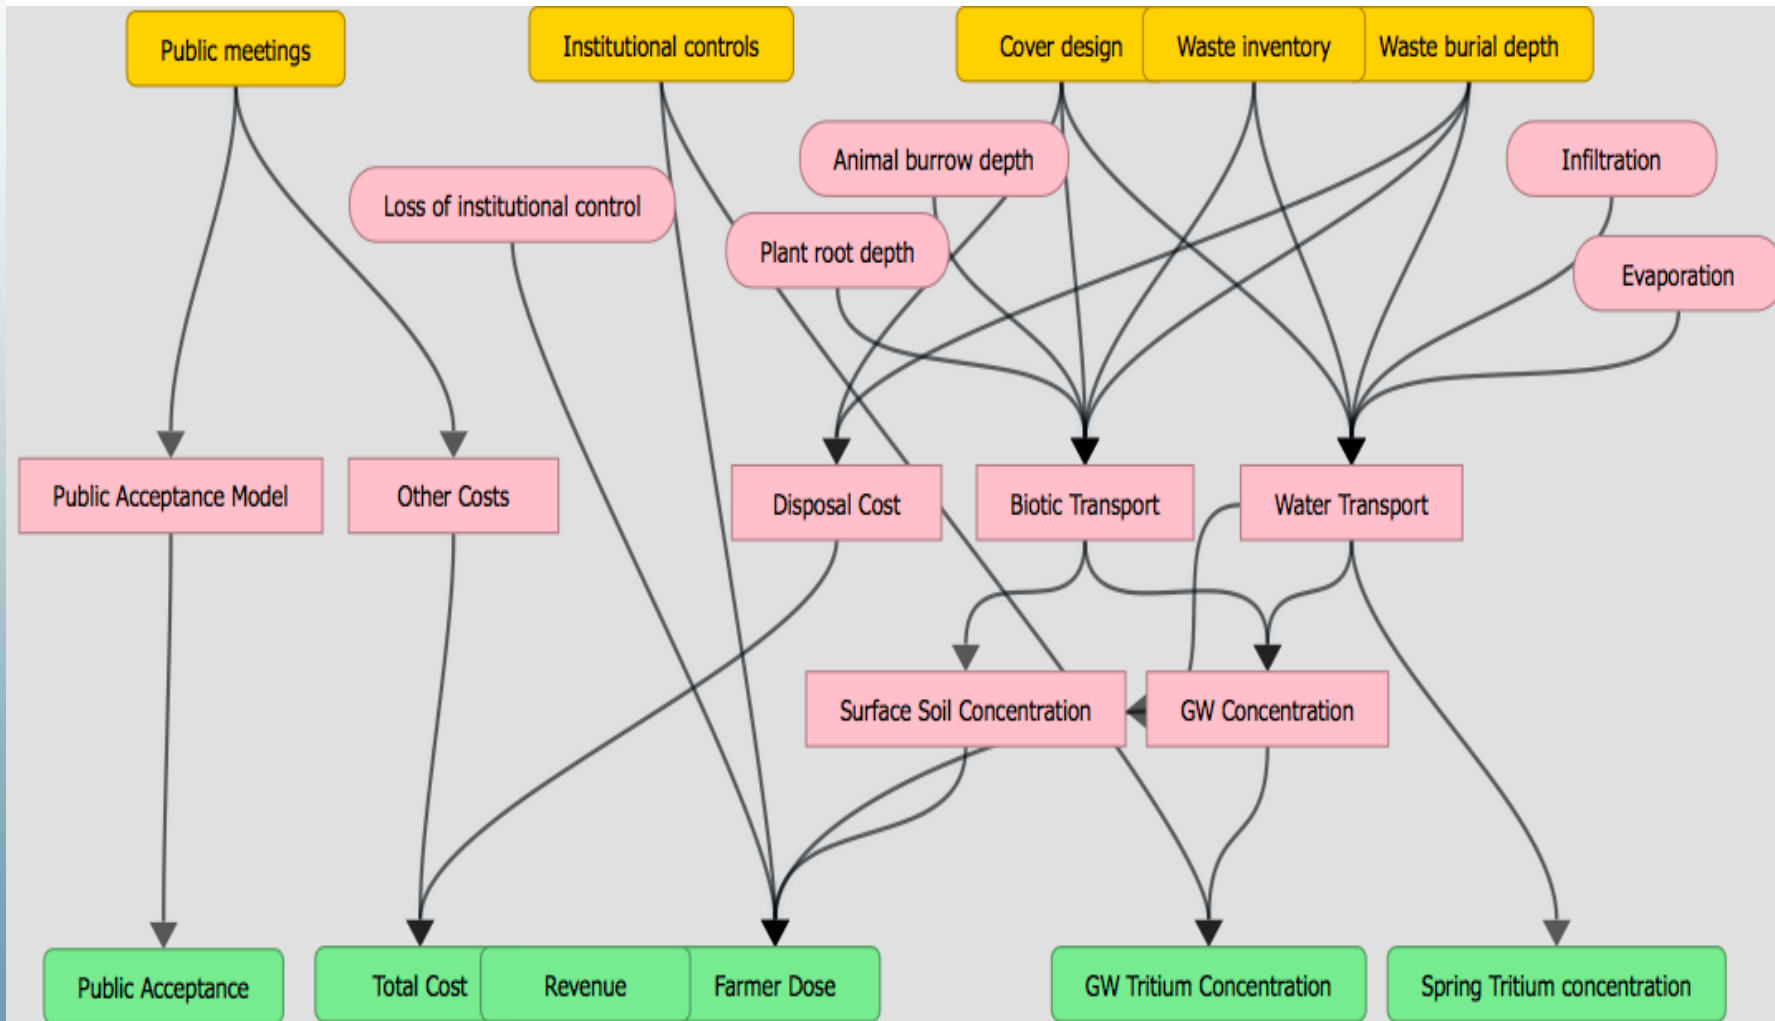 Public meetings
Institutional controls
Cover design
Waste inventory
Waste burial depth
Animal burrow depth
Infiltration
Loss of institutional control
Plant root depth
Evaporation
Public Acceptance Model
Other Costs
Disposal Cost
Biotic Transport
Water Transport
Surface Soil Concentration
GW Concentration
Public Acceptance
Total Cost
Revenue
Farmer Dose
GW Tritium Concentration
Spring Tritium concentration